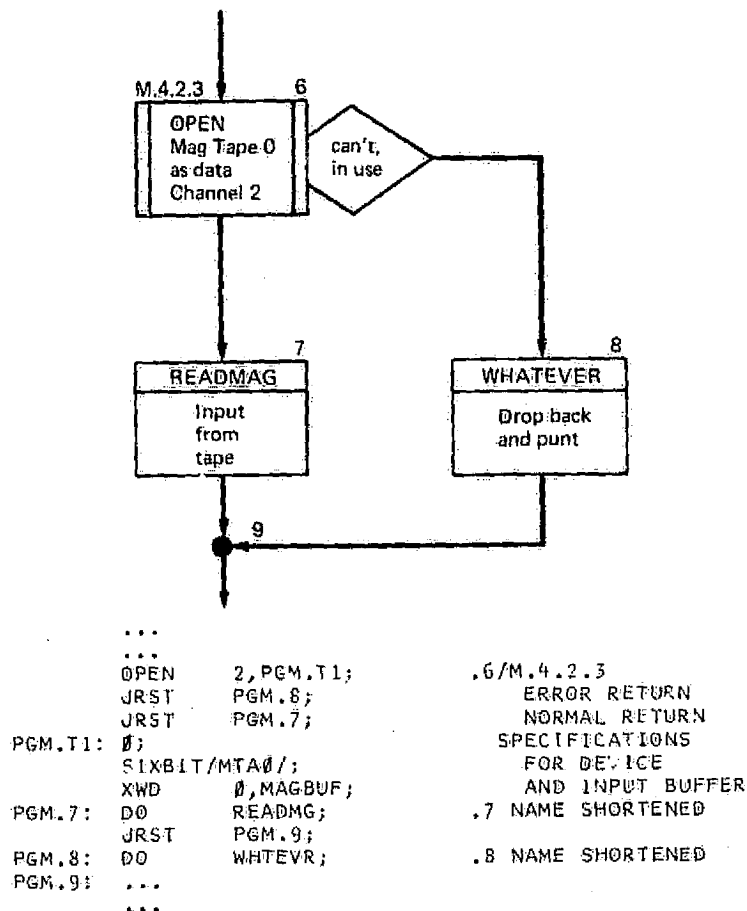 M.4.2.3 6
OPEN
Mag Tape 0
as data
Channel 2
can't,
in use
7
READMAG
Input
from
tape
8
WHATEVER
Drop back
and punt
9
...
...
OPEN 2,PGM.T1; .6/M.4.2.3
JRST PGM.8; ERROR RETURN
JRST PGM.7; NORMAL RETURN
PGM.T1: Ø; SPECIFICATIONS
SIXBIT/MTAØ/; FOR DEVICE
XWD Ø,MAGBUF; AND INPUT BUFFER
PGM.7: DO READMG; .7 NAME SHORTENED
JRST PGM.9;
PGM.8: DO WHTEVR; .8 NAME SHORTENED
PGM.9: ...
...